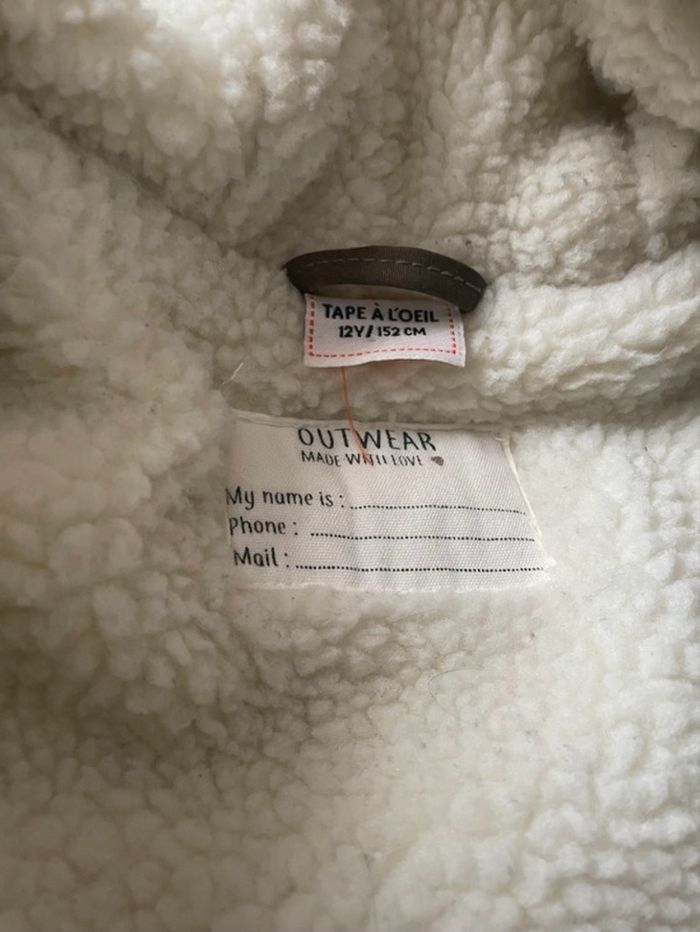 TAPE À L'OEIL
12Y/152 CM
OUTWEAR
MADE WITH LOVE
My name is :
Phone :
Mail :